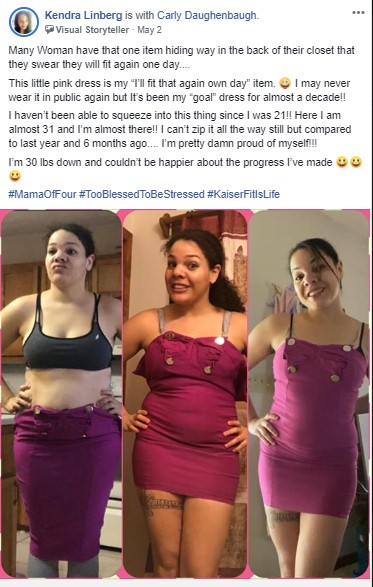 Kendra Linberg is with Carly Daughenbaugh.
Visual Storyteller · May 2
Many Woman have that one item hiding way in the back of their closet that
they swear they will fit again one day....
This little pink dress is my “I’ll fit that again own day” item. 😀 I may never
wear it in public again but It’s been my “goal” dress for almost a decade!!
I haven’t been able to squeeze into this thing since I was 21!! Here I am
almost 31 and I’m almost there!! I can’t zip it all the way still but compared
to last year and 6 months ago.... I’m pretty damn proud of myself!!!
I’m 30 lbs down and couldn’t be happier about the progress I’ve made 😀 😀
😀
#MamaOfFour #TooBlessedToBeStressed #KaiserFitIsLife